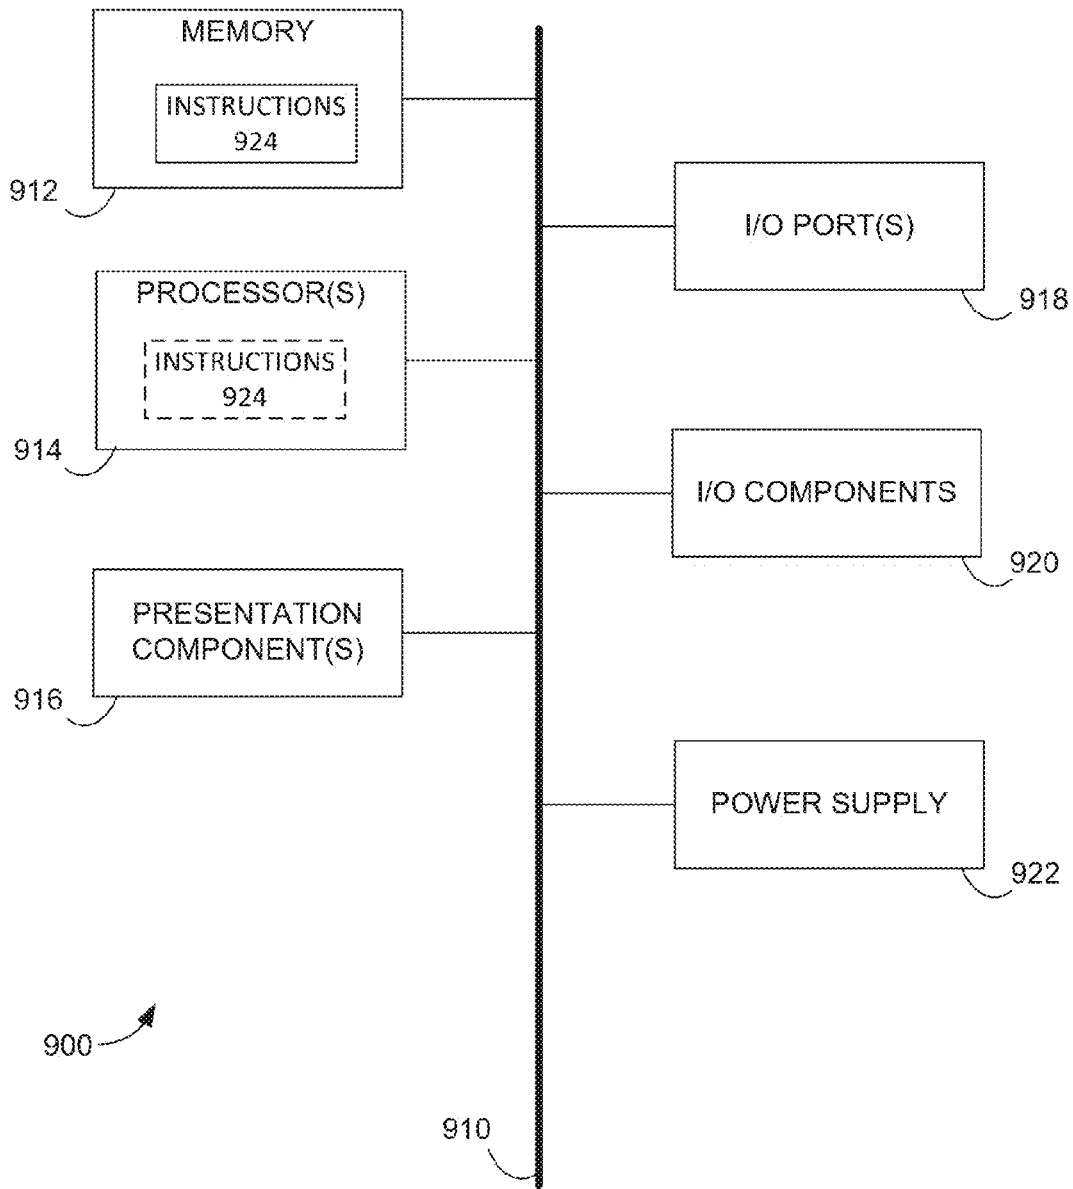 MEMORY
INSTRUCTIONS
924
912
PROCESSOR(S)
INSTRUCTIONS
924
914
PRESENTATION
COMPONENT(S)
916
I/O PORT(S)
918
I/O COMPONENTS
920
POWER SUPPLY
922
900
910